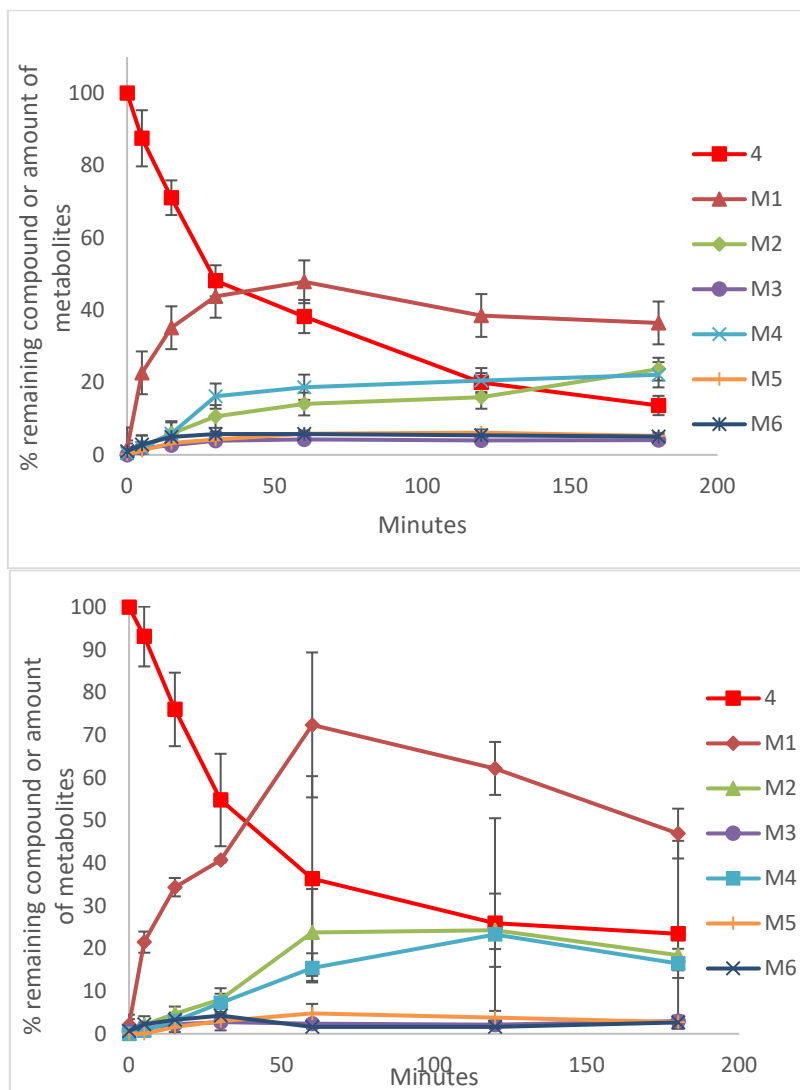 % remaining compound or amount of
metabolites
100
80
60
40
20
0
0
50
100
150
200
Minutes
4
M1
M2
M3
M4
M5
M6
% remaining compound or amount
of metabolites
100
90
80
70
60
50
40
30
20
10
0
0
50
100
150
200
Minutes
4
M1
M2
M3
M4
M5
M6